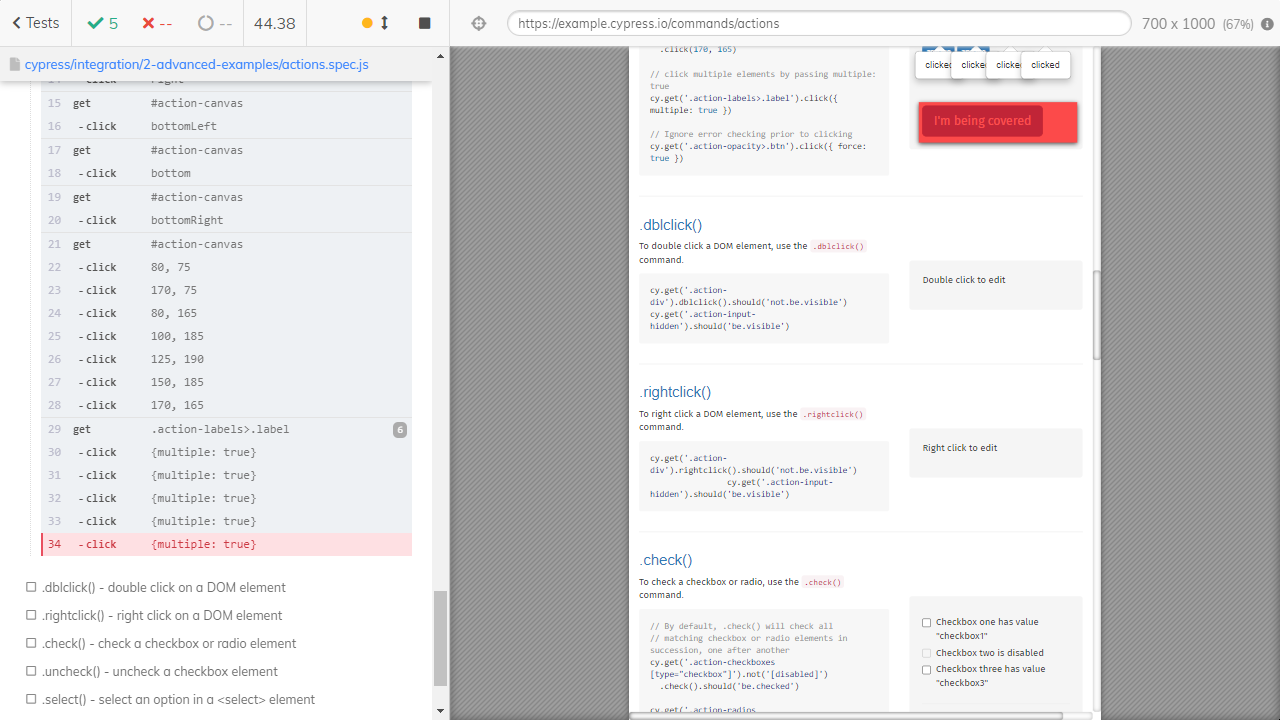 Tests
5
--
--
44.38
https://example.cypress.io/commands/actions
700 x 1000 (67%)
cypress/integration/2-advanced-examples/actions.spec.js
15 get #action-canvas
16 - click bottomLeft
17 get #action-canvas
18 - click bottom
19 get #action-canvas
20 - click bottomRight
21 get #action-canvas
22 - click 80, 75
23 - click 170, 75
24 - click 80, 165
25 - click 100, 185
26 - click 125, 190
27 - click 150, 185
28 - click 170, 165
29 get .action-labels>.label 6
30 - click {multiple: true}
31 - click {multiple: true}
32 - click {multiple: true}
33 - click {multiple: true}
34 - click {multiple: true}
.dblclick() - double click on a DOM element
.rightclick() - right click on a DOM element
.check() - check a checkbox or radio element
.uncheck() - uncheck a checkbox element
.select() - select an option in a <select> element
.click(170, 165)
// click multiple elements by passing multiple:
true
cy.get('.action-labels>.label').click({
multiple: true })
// Ignore error checking prior to clicking
cy.get('.action-opacity>.btn').click({ force:
true })
clicked
clicke
clicke
clicked
I'm being covered
.dblclick()
To double click a DOM element, use the .dblclick()
command.
cy.get('.action-
div').dblclick().should('not.be.visible')
cy.get('.action-input-
hidden').should('be.visible')
Double click to edit
.rightclick()
To right click a DOM element, use the .rightclick()
command.
cy.get('.action-
div').rightclick().should('not.be.visible')
cy.get('.action-input-
hidden').should('be.visible')
Right click to edit
.check()
To check a checkbox or radio, use the .check()
command.
// By default, .check() will check all
// matching checkbox or radio elements in
succession, one after another
cy.get('.action-checkboxes
[type="checkbox"]').not('[disabled]')
.check().should('be.checked')
cy.get('.action-radios
Checkbox one has value
"checkbox1"
Checkbox two is disabled
Checkbox three has value
"checkbox3"